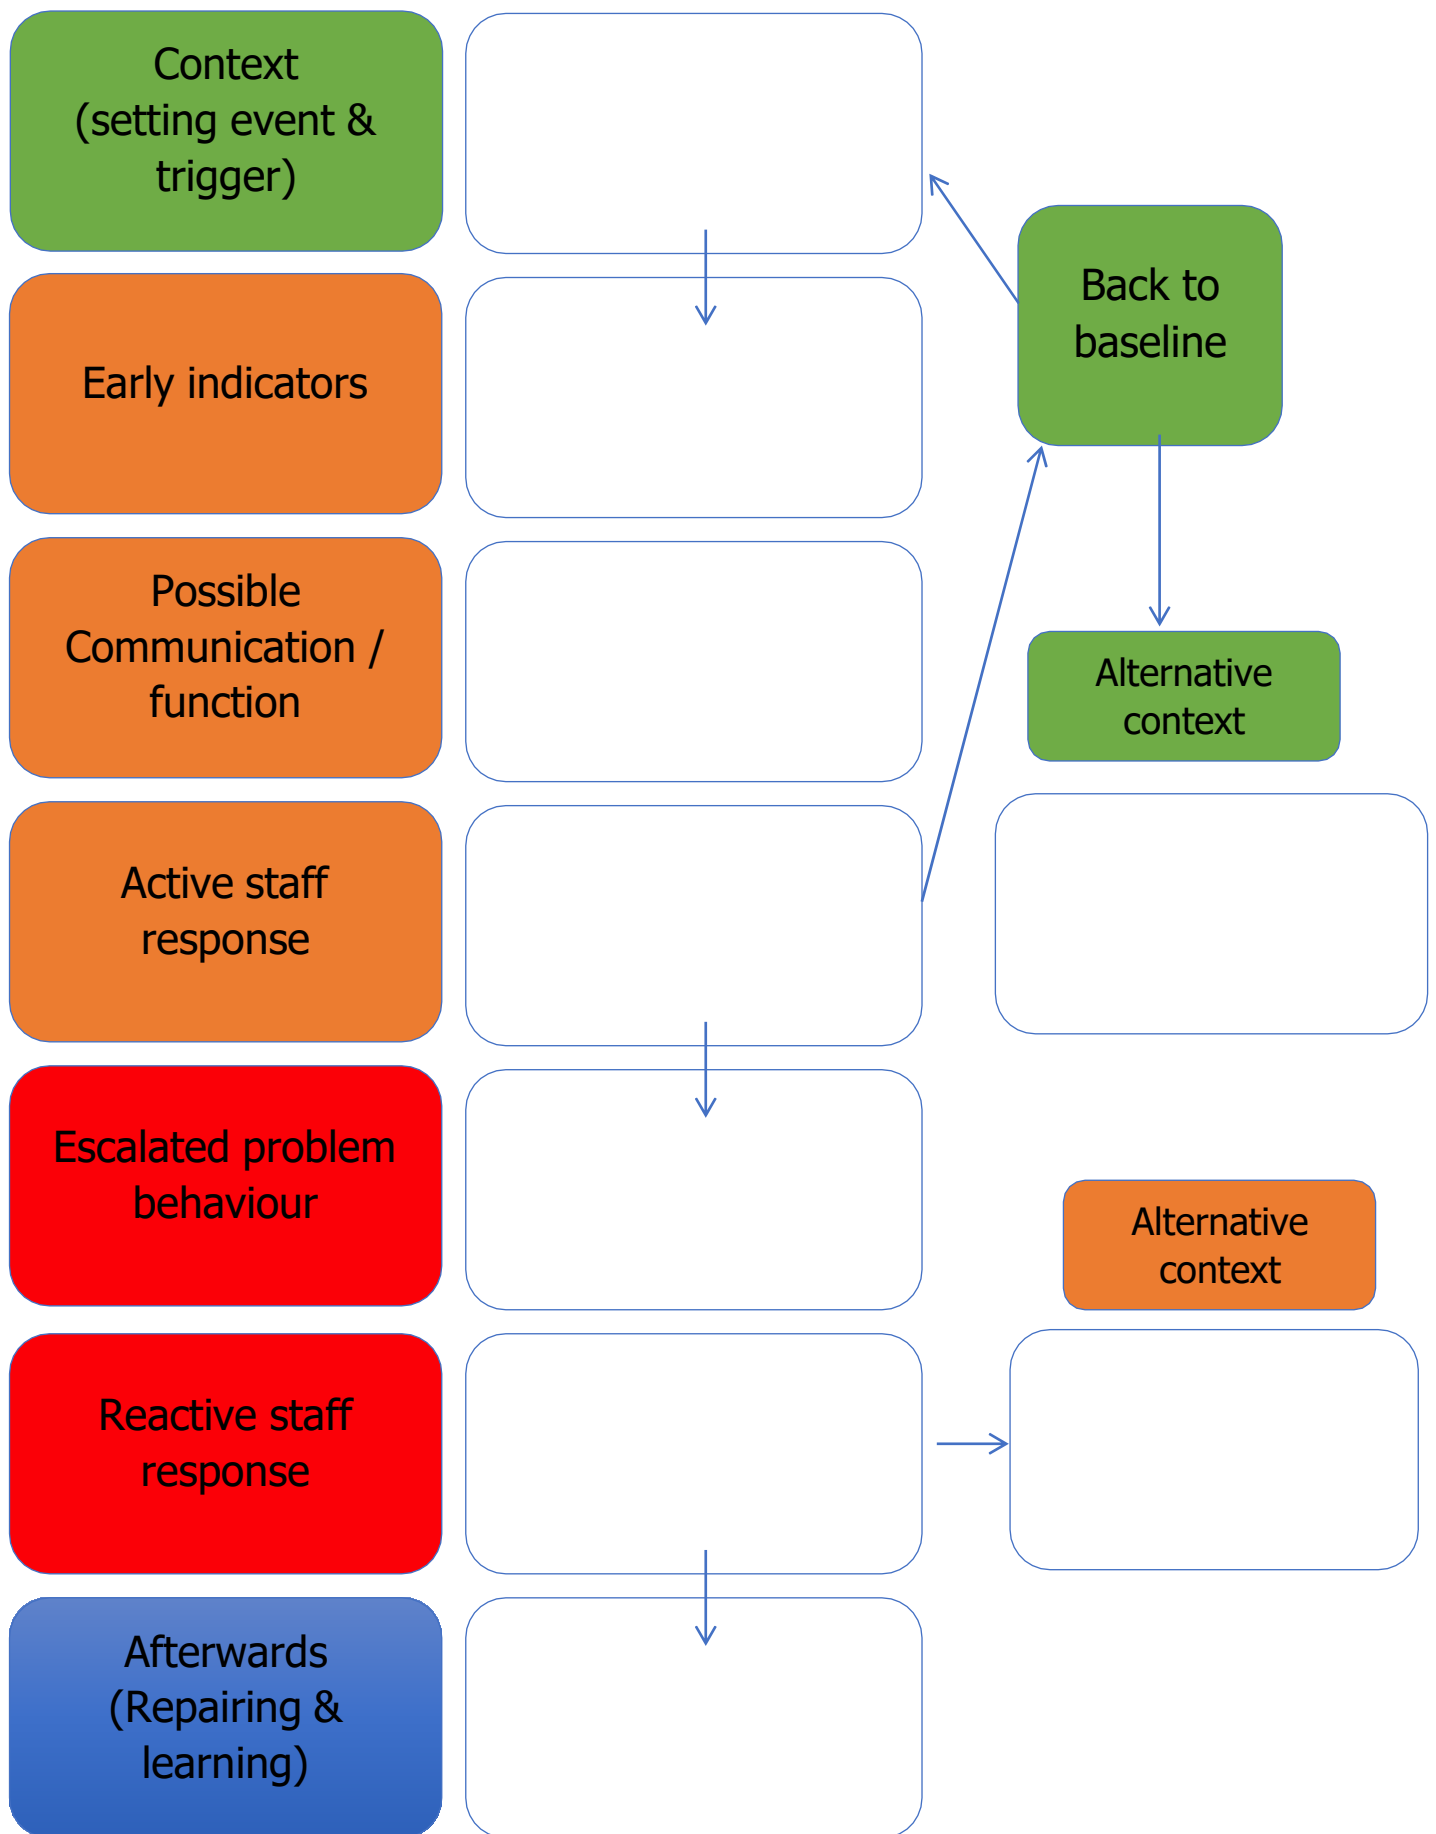 Context
(setting event &
trigger)
Early indicators
Possible
Communication /
function
Active staff
response
Escalated problem
behaviour
Reactive staff
response
Afterwards
(Repairing &
learning)
Back to
baseline
Alternative
context
Alternative
context